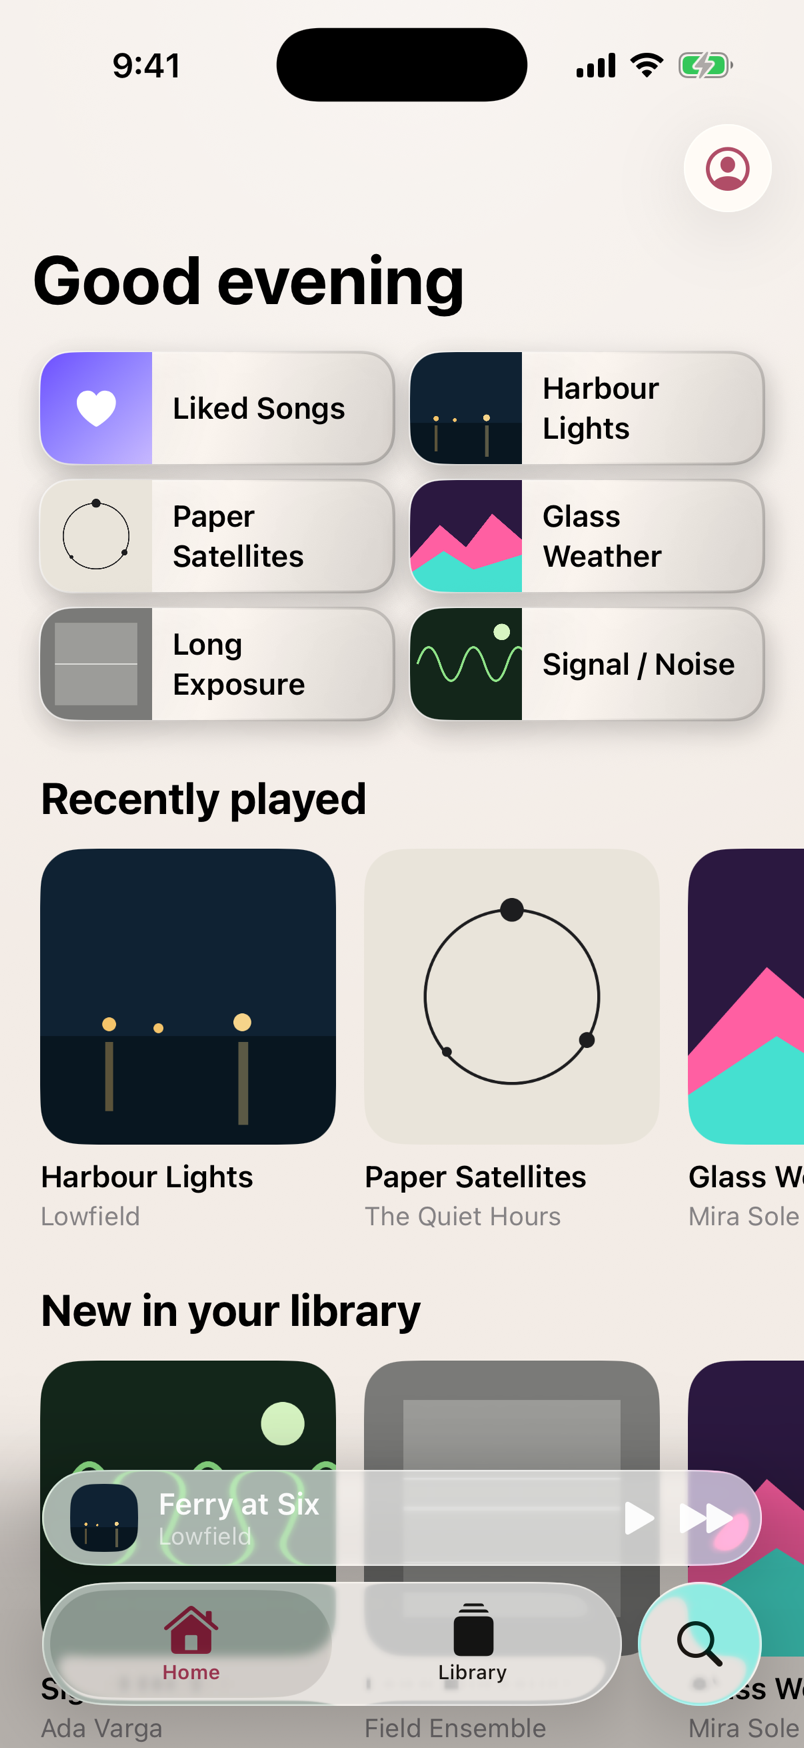 9:41
Good evening
Liked Songs
Harbour
Lights
Paper
Satellites
Glass
Weather
Long
Exposure
Signal / Noise
Recently played
Harbour Lights
Paper Satellites
Glass
Lowfield
The Quiet Hours
Mira Sole
New in your library
Ferry at Six
Lowfield
Home
Library
Ada Varga
Field Ensemble
Mira Sole